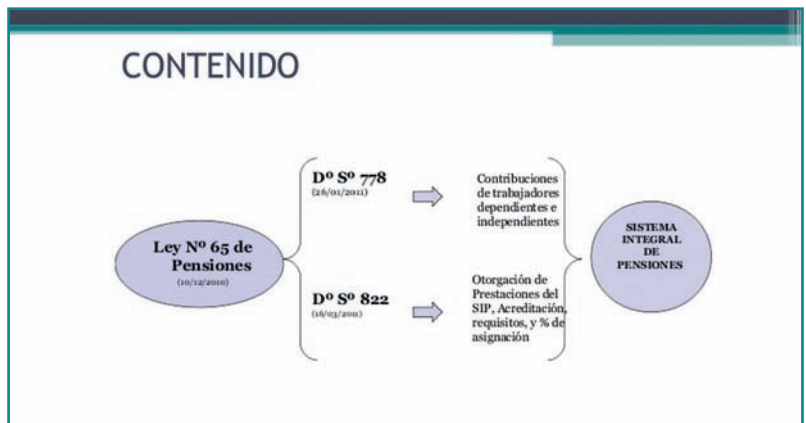 CONTENIDO
Ley Nº 65 de
Pensiones
(10/12/2010)
Dº Sº 778
(26/01/2011)
Contribuciones
de trabajadores
dependientes e
independientes
Dº Sº 822
(16/03/2011)
Otorgación de
Prestaciones del
SIP, Acreditación,
requisitos, y % de
asignación
SISTEMA
INTEGRAL
DE
PENSIONES